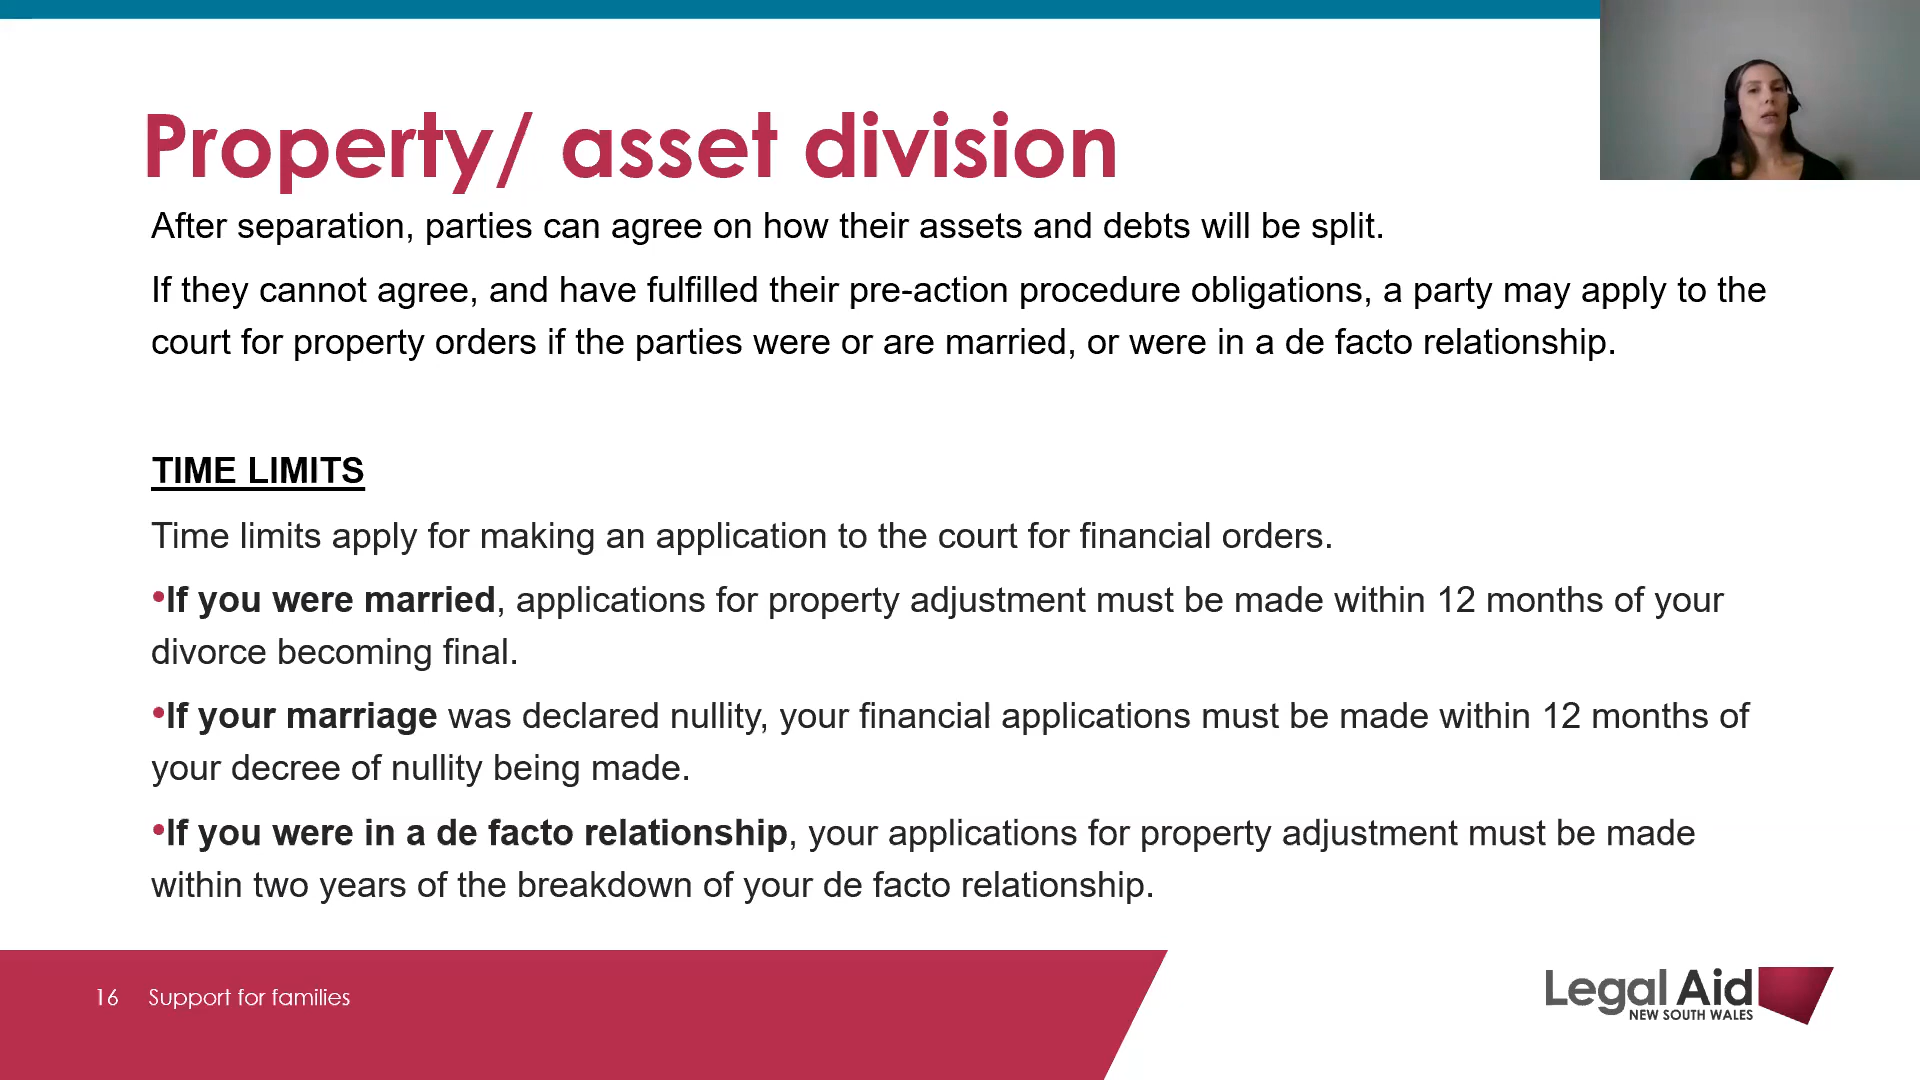 Property/ asset division
After separation, parties can agree on how their assets and debts will be split.
If they cannot agree, and have fulfilled their pre-action procedure obligations, a party may apply to the
court for property orders if the parties were or are married, or were in a de facto relationship.
TIME LIMITS
Time limits apply for making an application to the court for financial orders.
•If you were married, applications for property adjustment must be made within 12 months of your
divorce becoming final.
•If your marriage was declared nullity, your financial applications must be made within 12 months of
your decree of nullity being made.
•If you were in a de facto relationship, your applications for property adjustment must be made
within two years of the breakdown of your de facto relationship.
16 Support for families
Legal Aid
NEW SOUTH WALES